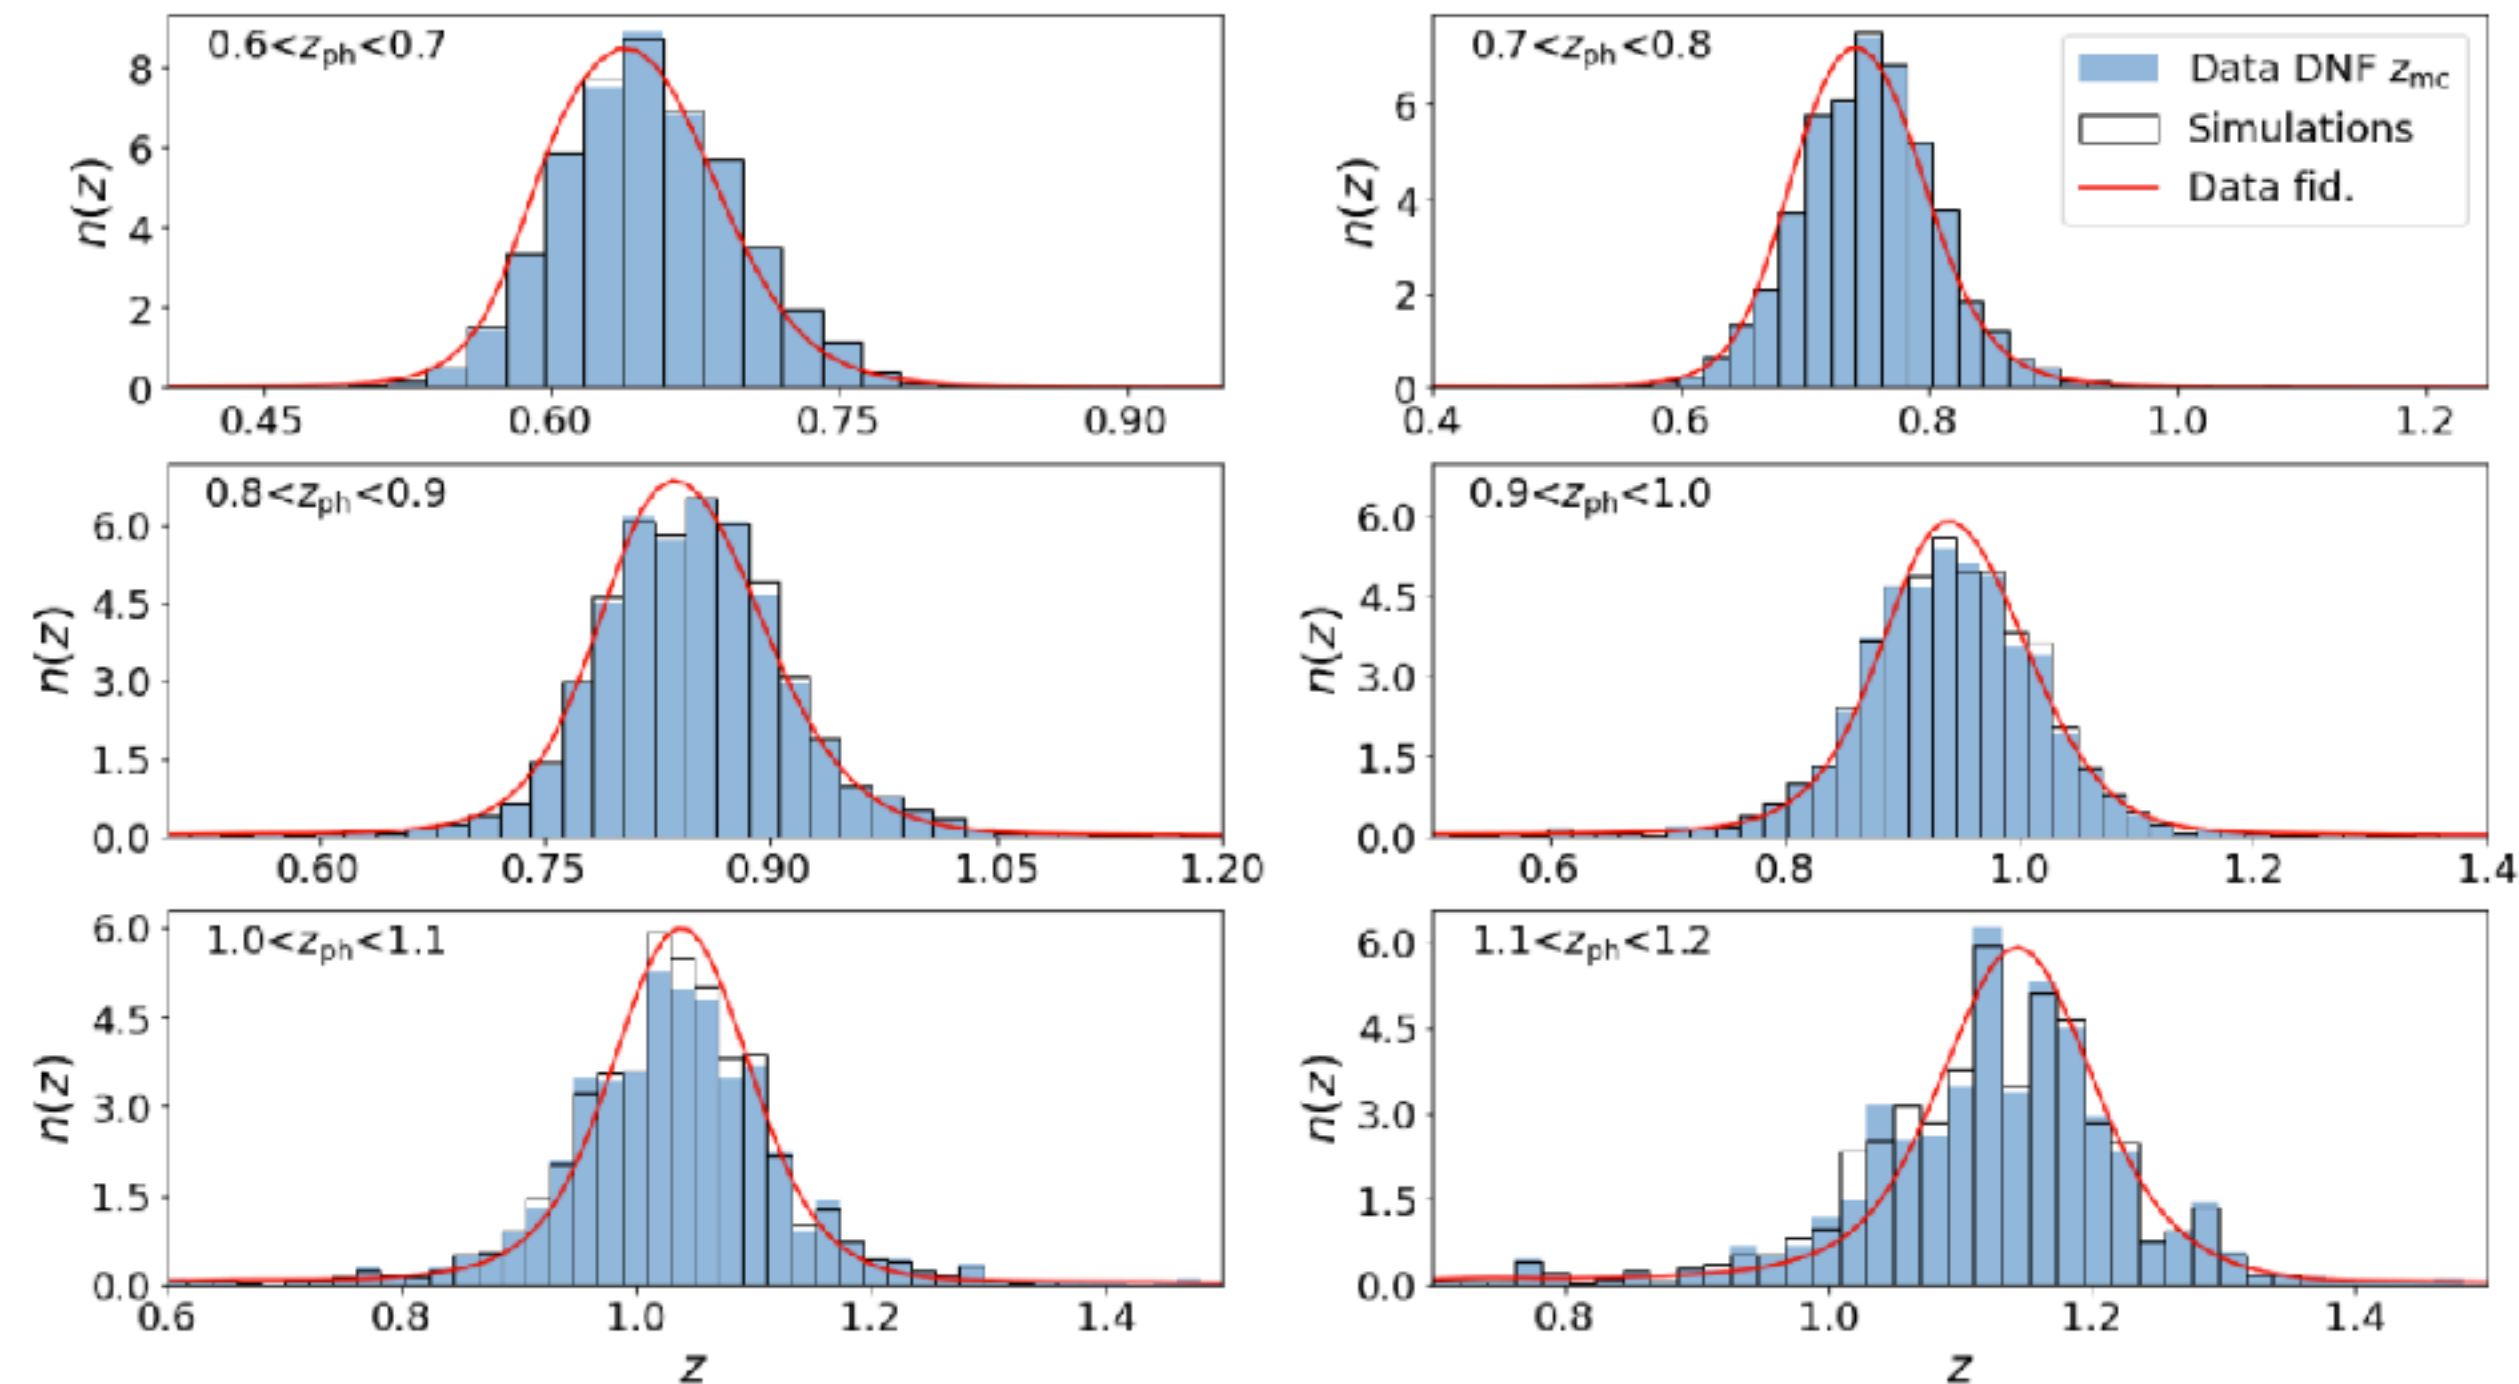 0.6<z_ph<0.7
n(z)
8
6
4
2
0
0.45 0.60 0.75 0.90
0.7<z_ph<0.8
Data DNF z_mc
Simulations
Data fid.
n(z)
6
4
2
0
0.4 0.6 0.8 1.0 1.2
0.8<z_ph<0.9
n(z)
6.0
4.5
3.0
1.5
0.0
0.60 0.75 0.90 1.05 1.20
0.9<z_ph<1.0
n(z)
6.0
4.5
3.0
1.5
0.0
0.6 0.8 1.0 1.2 1.4
1.0<z_ph<1.1
n(z)
6.0
4.5
3.0
1.5
0.0
0.6 0.8 1.0 1.2 1.4
z
1.1<z_ph<1.2
n(z)
6.0
4.5
3.0
1.5
0.0
0.8 1.0 1.2 1.4
z